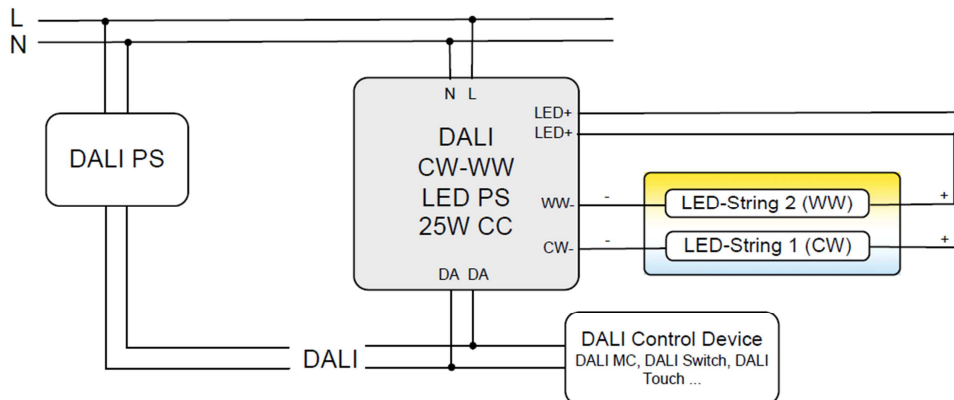 L
N
N L
LED+
LED+
DALI PS
DALI
CW-WW
LED PS
25W CC
WW-
-
LED-String 2 (WW)
+
CW-
-
LED-String 1 (CW)
+
DA DA
DALI
DALI Control Device
DALI MC, DALI Switch, DALI
Touch ...